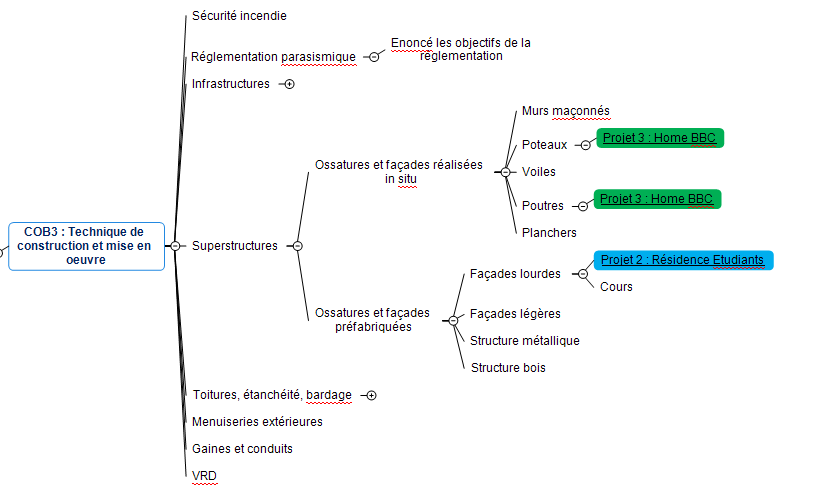 Sécurité incendie
Réglementation parasismique
Enoncé les objectifs de la
règlementation
Infrastructures
COB3 : Technique de
construction et mise en
oeuvre
Superstructures
Ossatures et façades réalisées
in situ
Murs maçonnés
Poteaux
Projet 3 : Home BBC
Voiles
Poutres
Projet 3 : Home BBC
Planchers
Ossatures et façades
préfabriquées
Façades lourdes
Projet 2 : Résidence Etudiants
Cours
Façades légères
Structure métallique
Structure bois
Toitures, étanchéité, bardage
Menuiseries extérieures
Gaines et conduits
VRD